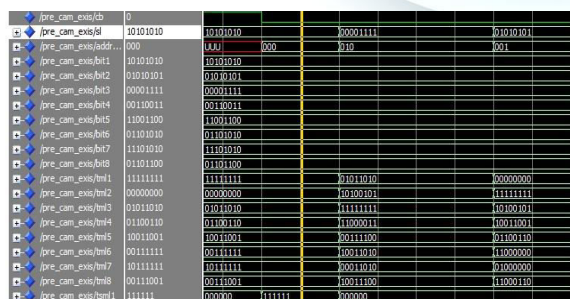 /pre_cam_exis/cb 0
/pre_cam_exis/sl 10101010 10101010 00001111 01010101
/pre_cam_exis/addr... 000 UUU 000 010 001
/pre_cam_exis/bit1 10101010 10101010
/pre_cam_exis/bit2 01010101 01010101
/pre_cam_exis/bit3 00001111 00001111
/pre_cam_exis/bit4 00110011 00110011
/pre_cam_exis/bit5 11001100 11001100
/pre_cam_exis/bit6 01101010 01101010
/pre_cam_exis/bit7 11101010 11101010
/pre_cam_exis/bit8 01101100 01101100
/pre_cam_exis/tml1 11111111 11111111 01011010 00000000
/pre_cam_exis/tml2 00000000 00000000 10100101 11111111
/pre_cam_exis/tml3 01011010 01011010 11111111 10100101
/pre_cam_exis/tml4 01100110 01100110 11000011 10011001
/pre_cam_exis/tml5 10011001 10011001 00111100 01100110
/pre_cam_exis/tml6 00111111 00111111 10011010 11000000
/pre_cam_exis/tml7 10111111 10111111 00011010 01000000
/pre_cam_exis/tml8 00111001 00111001 10011100 11000110
/pre_cam_exis/tsml1 111111 000000 111111 000000